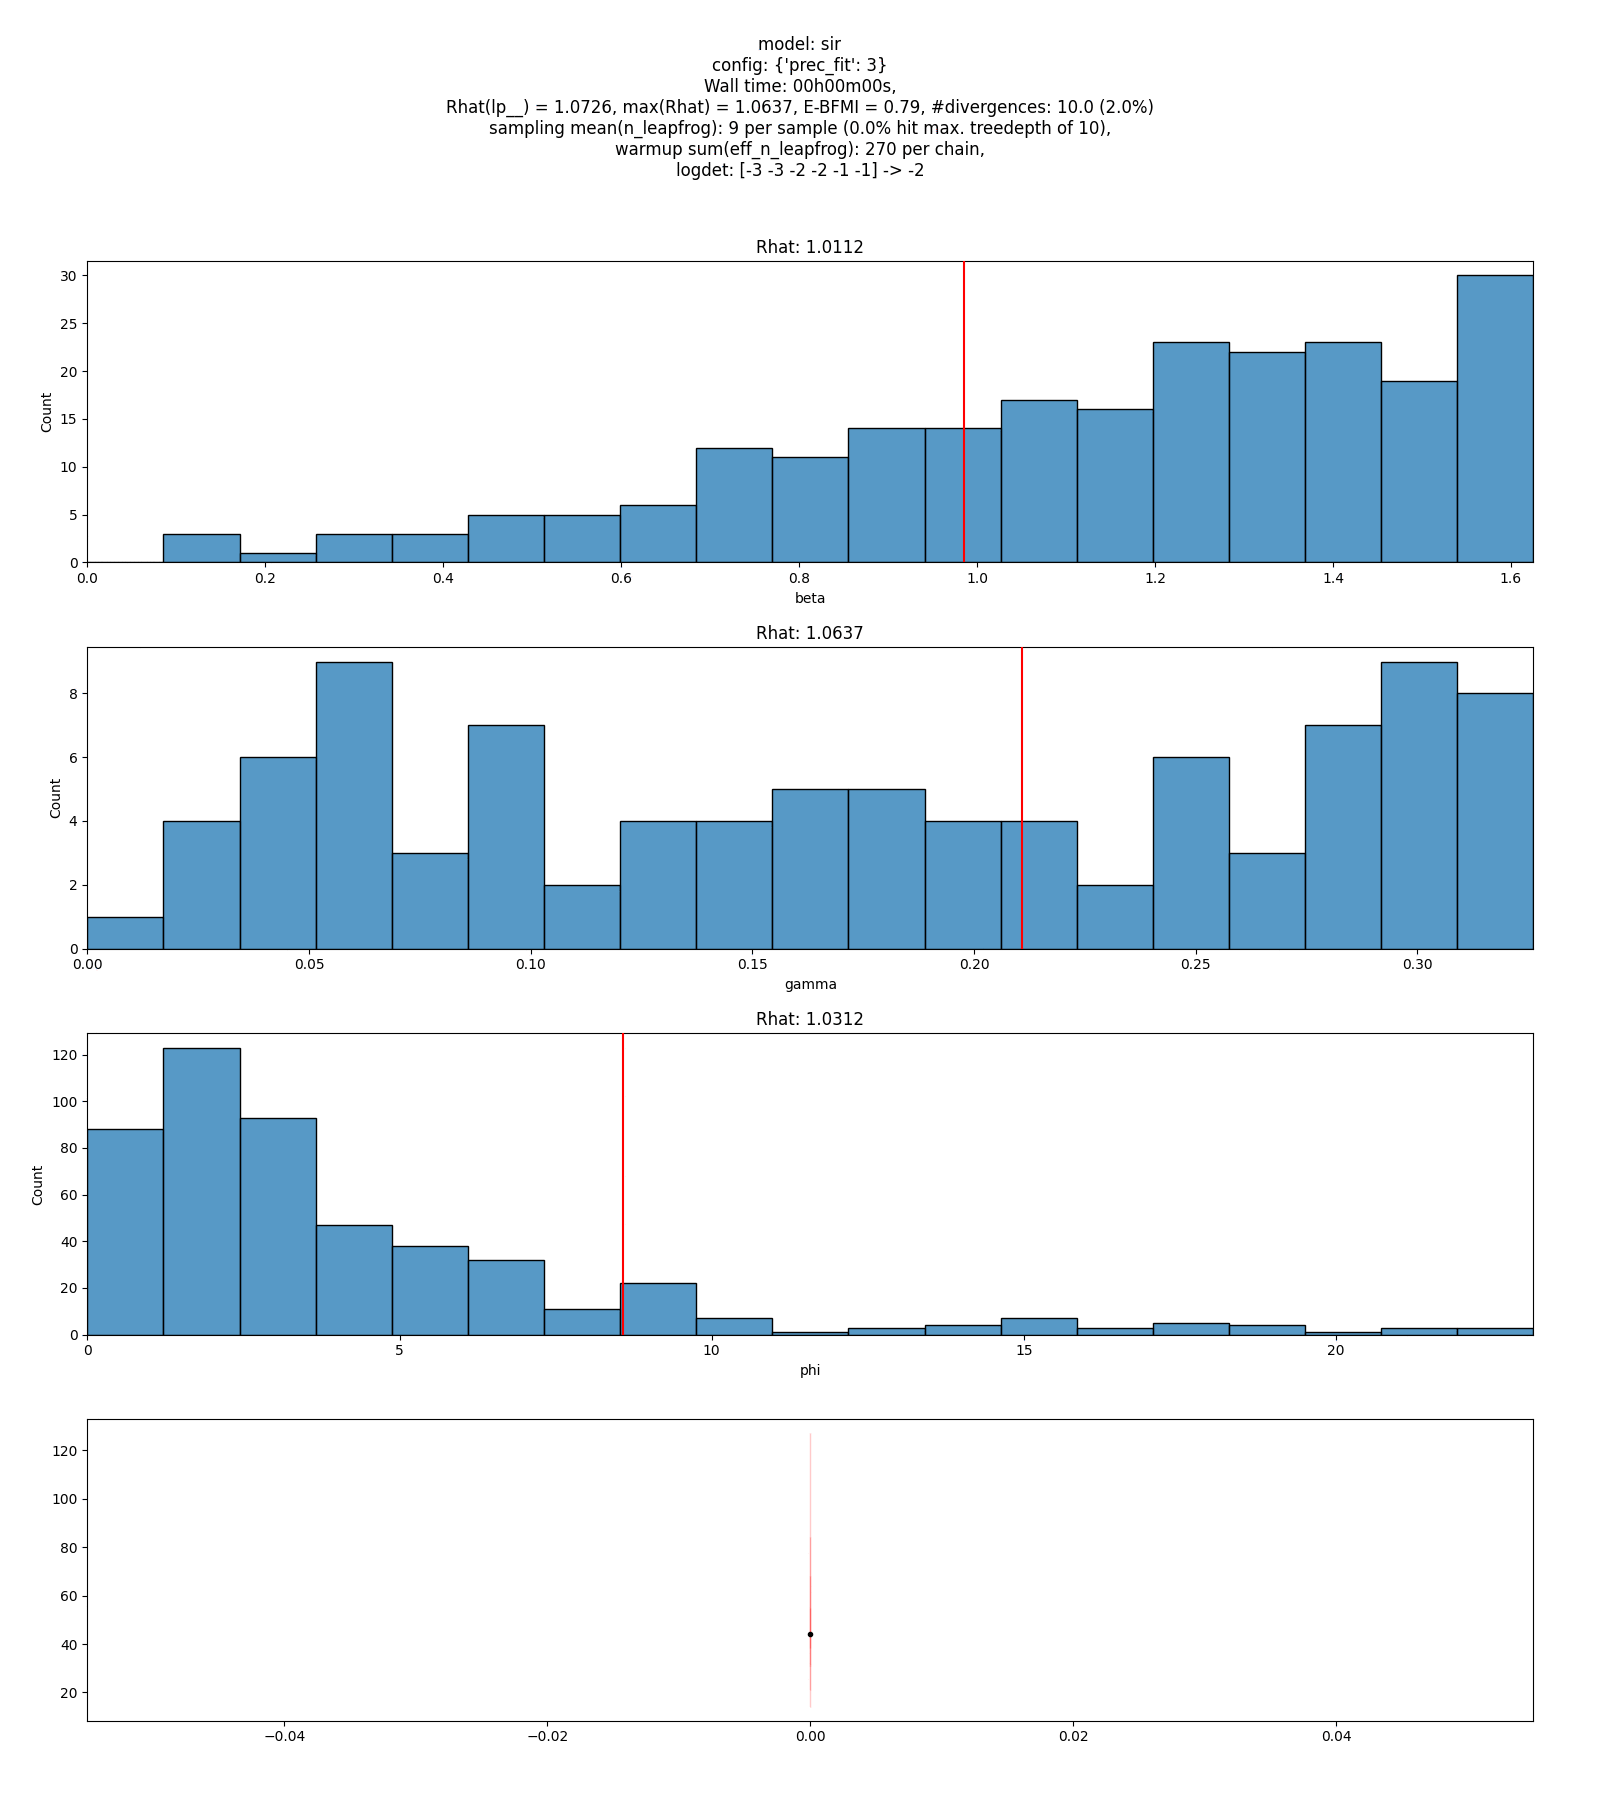 model: sir
config: {'prec_fit': 3}
Wall time: 00h00m00s,
Rhat(lp__) = 1.0726, max(Rhat) = 1.0637, E-BFMI = 0.79, #divergences: 10.0 (2.0%)
sampling mean(n_leapfrog): 9 per sample (0.0% hit max. treedepth of 10),
warmup sum(eff_n_leapfrog): 270 per chain,
logdet: [-3 -3 -2 -2 -1 -1] -> -2
Rhat: 1.0112
30
25
20
15
10
5
0
Count
0.0 0.2 0.4 0.6 0.8 1.0 1.2 1.4 1.6
beta
Rhat: 1.0637
8
6
4
2
0
Count
0.00 0.05 0.10 0.15 0.20 0.25 0.30
gamma
Rhat: 1.0312
120
100
80
60
40
20
0
Count
0 5 10 15 20
phi
120
100
80
60
40
20
−0.04 −0.02 0.00 0.02 0.04